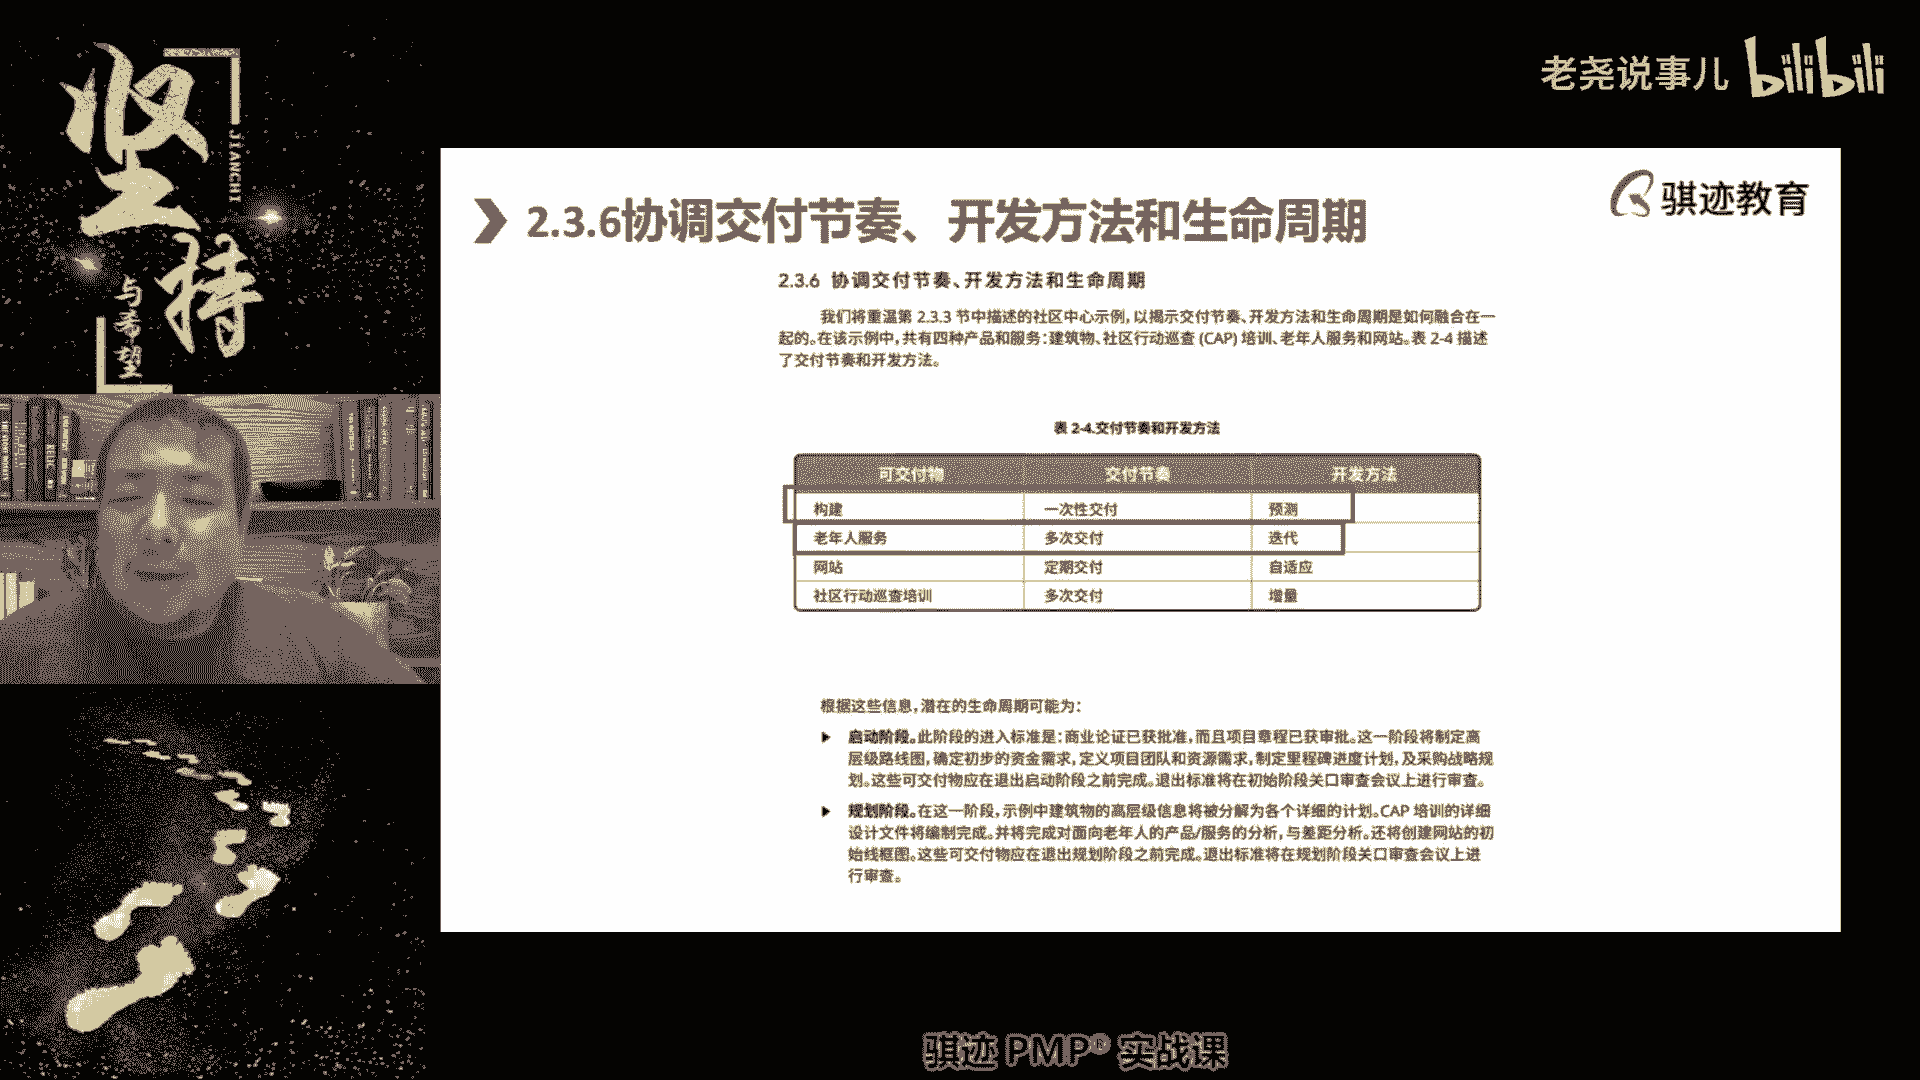 坚持
JIANCHI
与希望
老尧说事儿 bilibili
骐迹教育
2.3.6协调交付节奏、开发方法和生命周期
2.3.6 协调交付节奏、开发方法和生命周期
我们将重温第 2.3.3 节中描述的社区中心示例，以揭示交付节奏、开发方法和生命周期是如何融合在一
起的。在该示例中，共有四种产品和服务：建筑物、社区行动巡查 (CAP) 培训、老年人服务和网站。表 2-4 描述
了交付节奏和开发方法。
表 2-4.交付节奏和开发方法
可交付物 交付节奏 开发方法
构建 一次性交付 预测
老年人服务 多次交付 迭代
网站 定期交付 自适应
社区行动巡查培训 多次交付 增量
根据这些信息，潜在的生命周期可能为：
启动阶段。此阶段的进入标准是：商业论证已获批准，而且项目章程已获审批。这一阶段将制定高
层级路线图，确定初步的资金需求，定义项目团队和资源需求，制定里程碑进度计划，及采购战略规
划。这些可交付物应在退出启动阶段之前完成。退出标准将在初始阶段关口审查会议上进行审查。
规划阶段。在这一阶段，示例中建筑物的高层级信息将被分解为各个详细的计划。CAP 培训的详细
设计文件将编制完成。并将完成对面向老年人的产品/服务的分析，与差距分析。还将创建网站的初
始线框图。这些可交付物应在退出规划阶段之前完成。退出标准将在规划阶段关口审查会议上进
行审查。
骐迹 PMP® 实战课